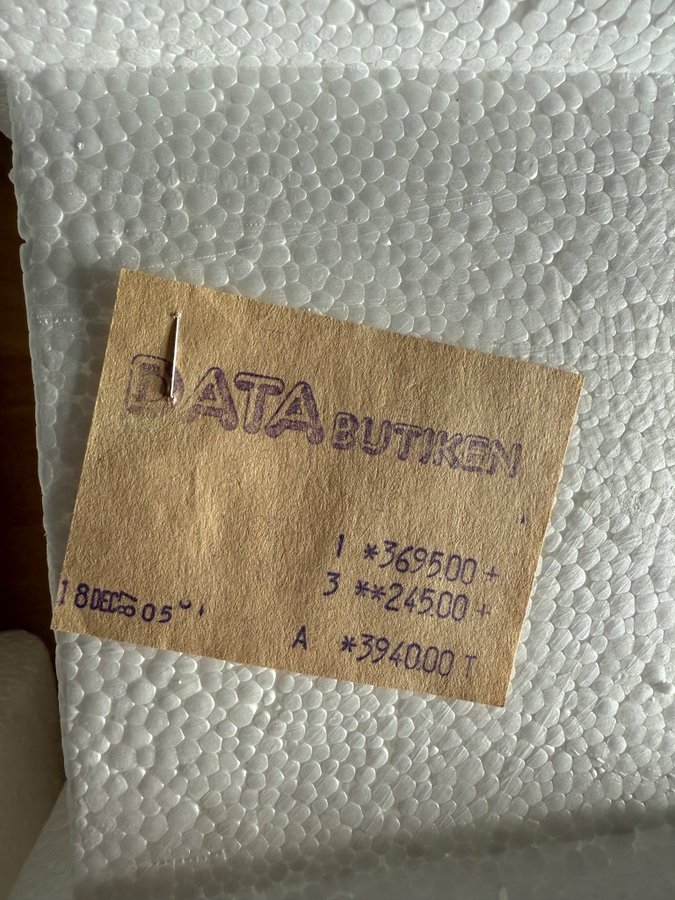 DATA BUTIKEN
1 *3695.00 +
3 **245.00 +
18DEC 05
A *3940.00 T